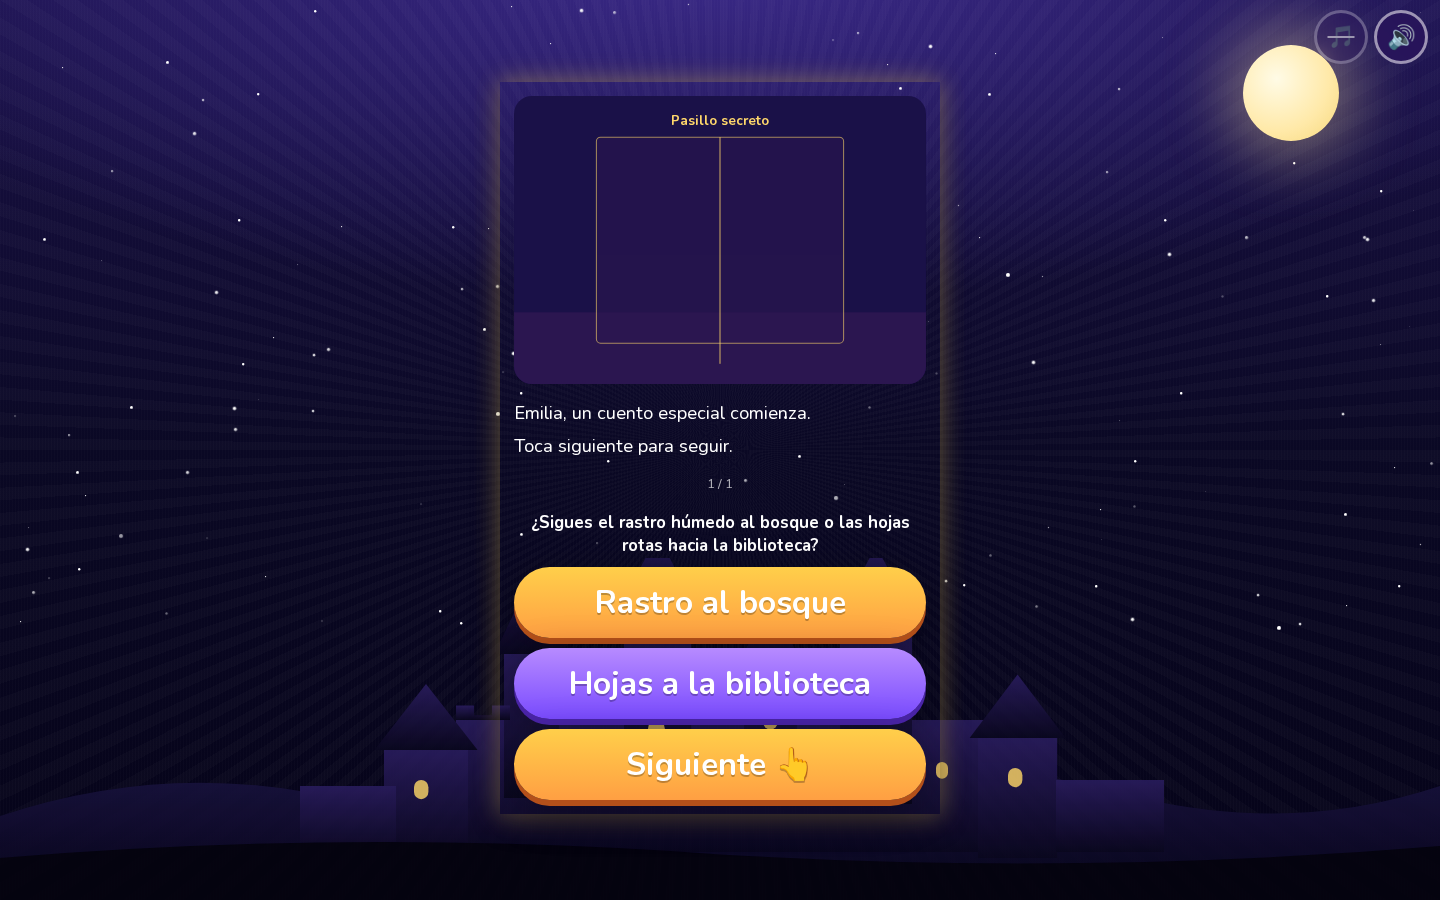 Pasillo secreto
Emilia, un cuento especial comienza.
Toca siguiente para seguir.
1 / 1
¿Sigues el rastro húmedo al bosque o las hojas
rotas hacia la biblioteca?
Rastro al bosque
Hojas a la biblioteca
Siguiente 👆